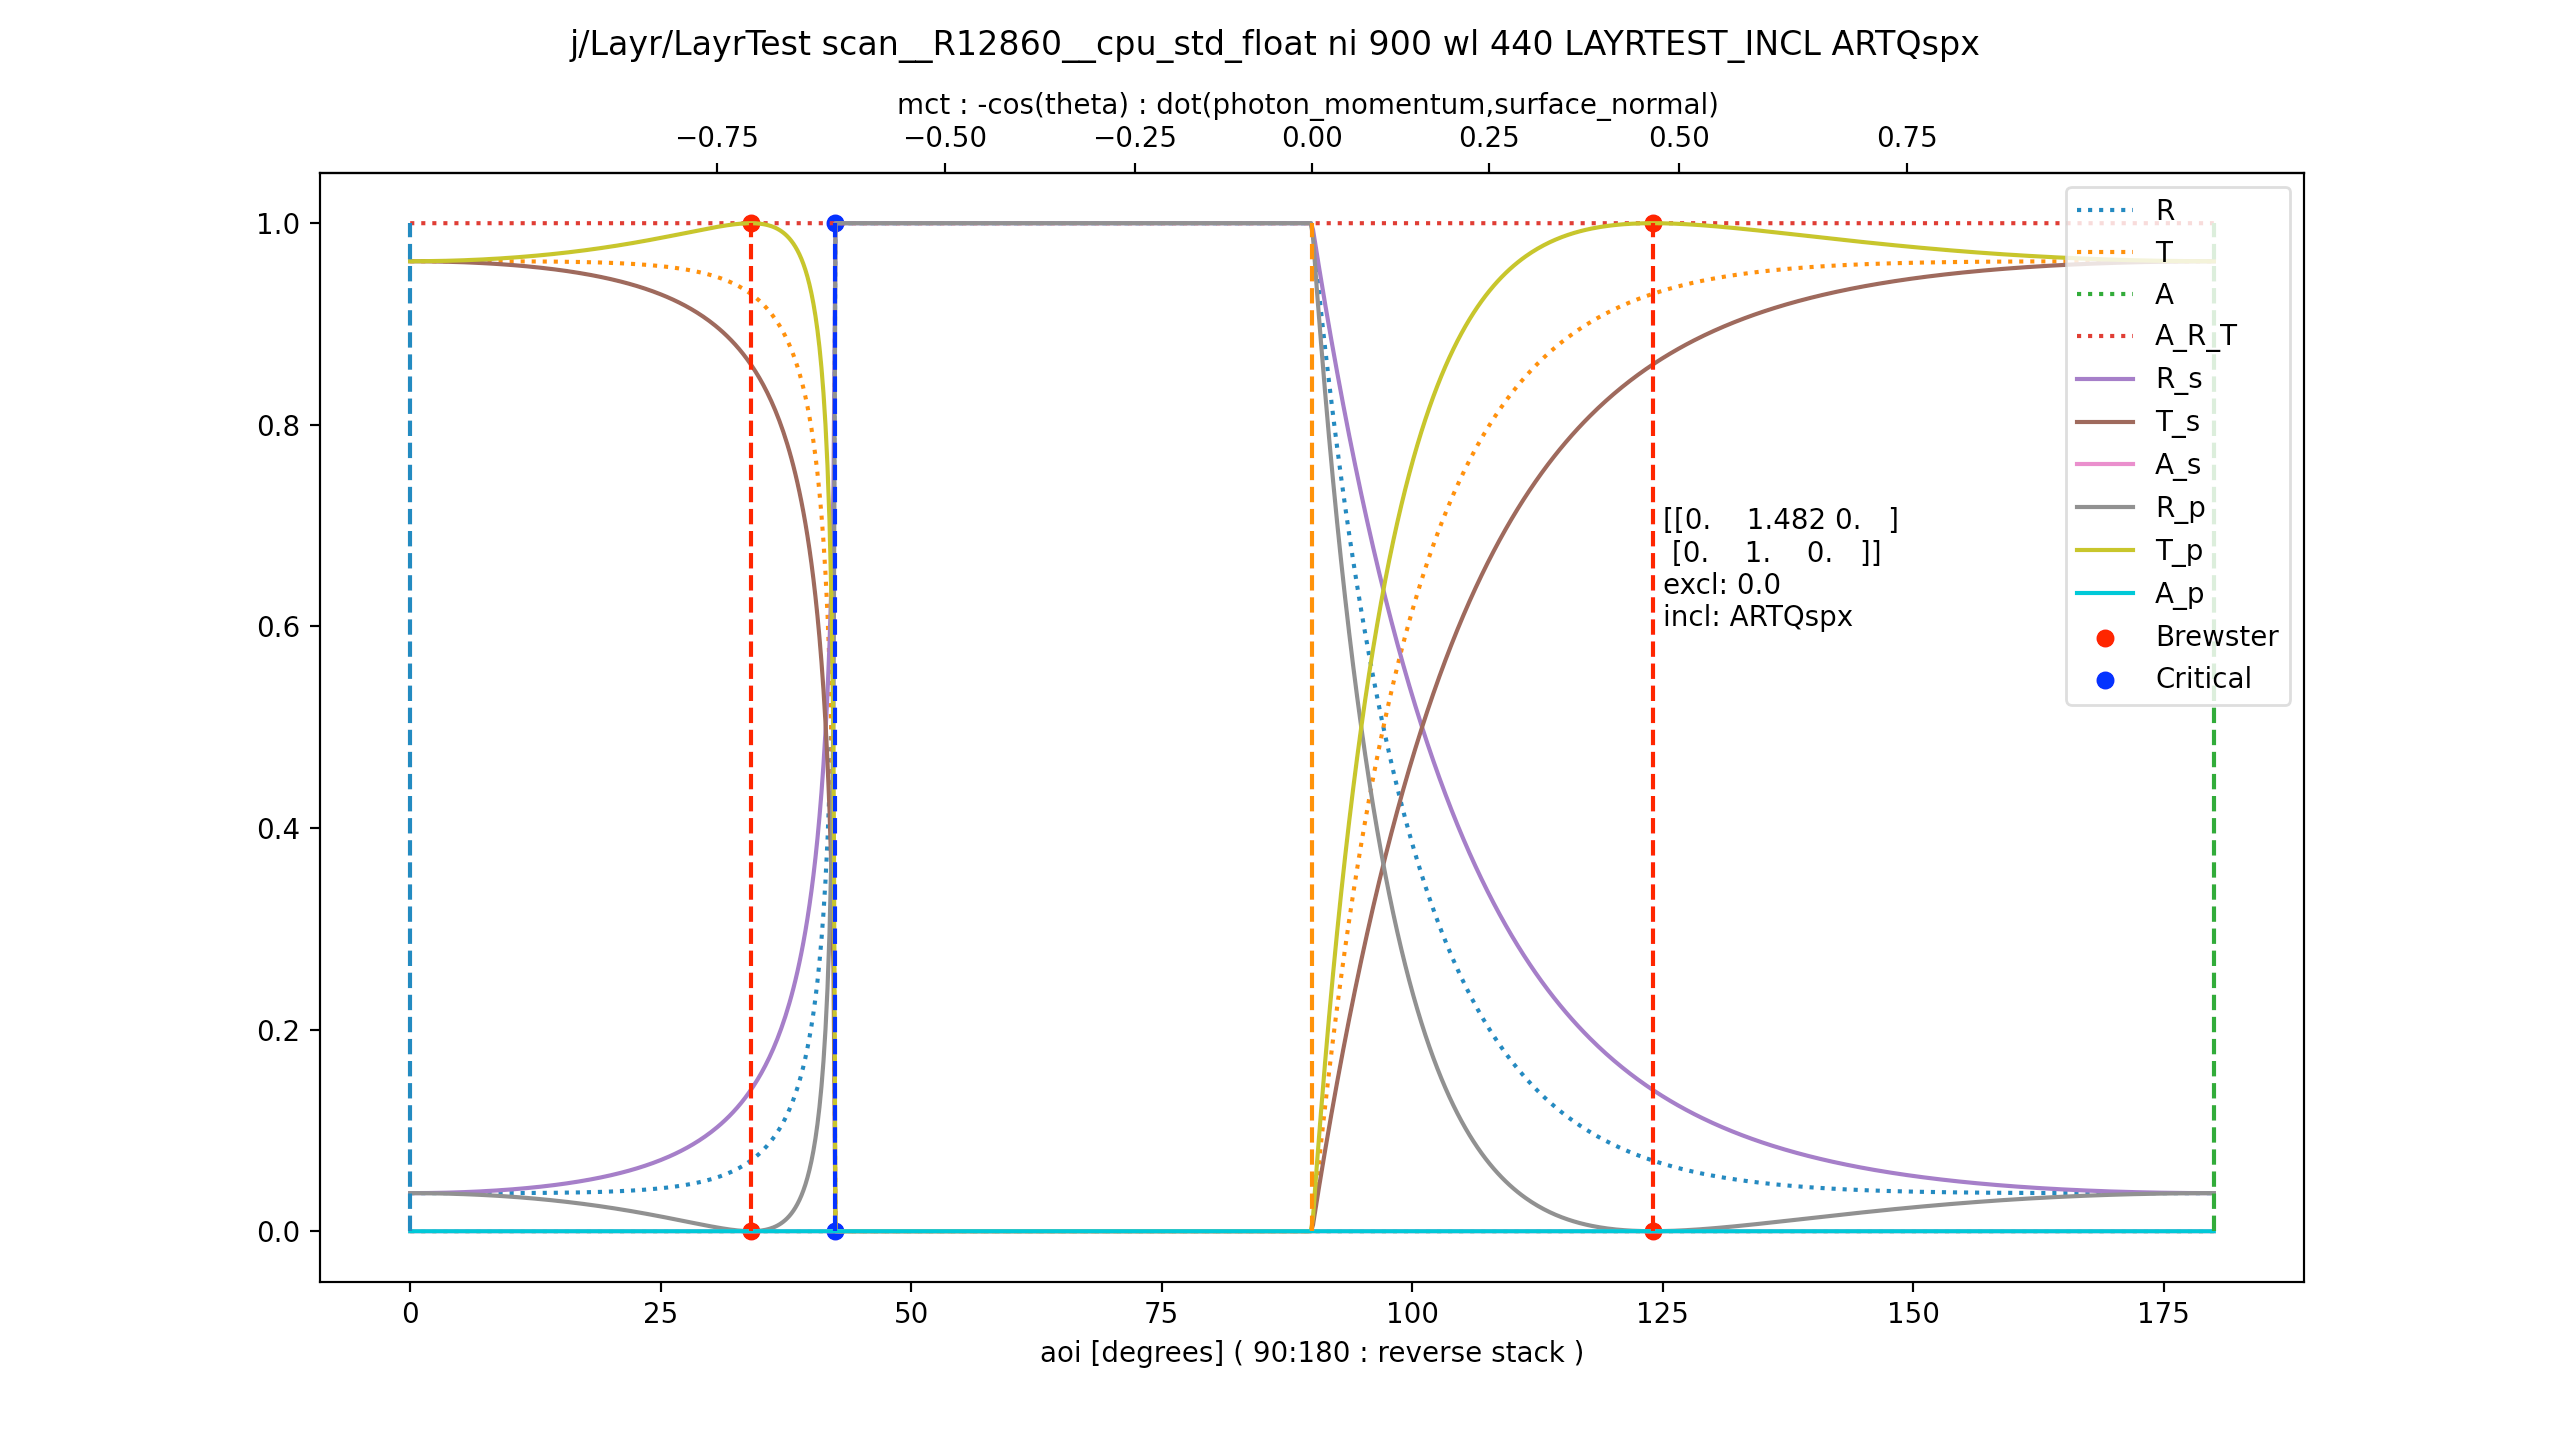 j/Layr/LayrTest scan__R12860__cpu_std_float ni 900 wl 440 LAYRTEST_INCL ARTQspx
mct : -cos(theta) : dot(photon_momentum,surface_normal)
−0.75 −0.50 −0.25 0.00 0.25 0.50 0.75
1.0
0.8
0.6
0.4
0.2
0.0
R
T
A
A_R_T
R_s
T_s
A_s
R_p
T_p
A_p
Brewster
Critical
[[0. 1.482 0. ]
[0. 1. 0. ]]
excl: 0.0
incl: ARTQspx
0 25 50 75 100 125 150 175
aoi [degrees] ( 90:180 : reverse stack )